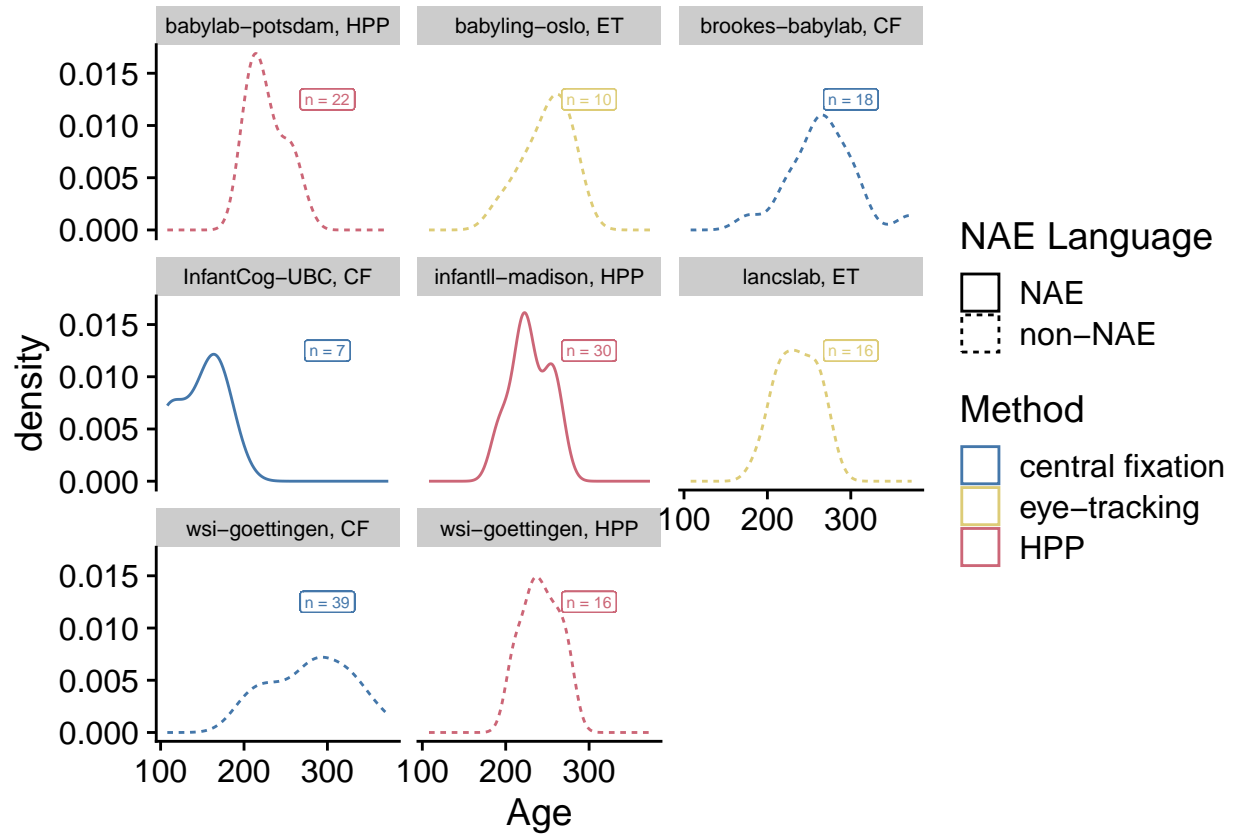 babylab−potsdam, HPP
babyling−oslo, ET
brookes−babylab, CF
0.015
0.010
0.005
0.000
n = 22
n = 10
n = 18
InfantCog−UBC, CF
infantll−madison, HPP
lancslab, ET
0.015
0.010
0.005
0.000
n = 7
n = 30
n = 16
100
200
300
wsi−goettingen, CF
wsi−goettingen, HPP
0.015
0.010
0.005
0.000
n = 39
n = 16
100
200
300
100
200
300
density
Age
NAE Language
NAE
non−NAE
Method
central fixation
eye−tracking
HPP